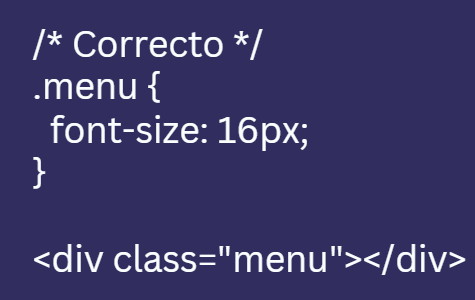 /* Correcto */
.menu {
  font-size: 16px;
}

<div class="menu"></div>